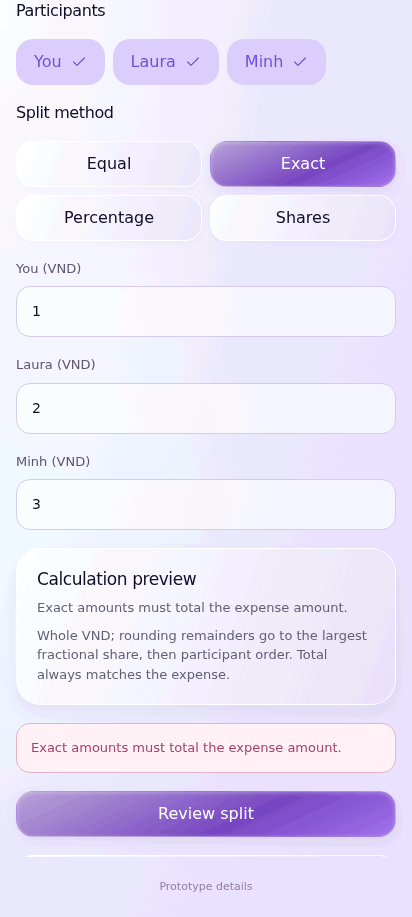 Participants
You ✓
Laura ✓
Minh ✓
Split method
Equal
Exact
Percentage
Shares
You (VND)
1
Laura (VND)
2
Minh (VND)
3
Calculation preview
Exact amounts must total the expense amount.
Whole VND; rounding remainders go to the largest
fractional share, then participant order. Total
always matches the expense.
Exact amounts must total the expense amount.
Review split
Prototype details